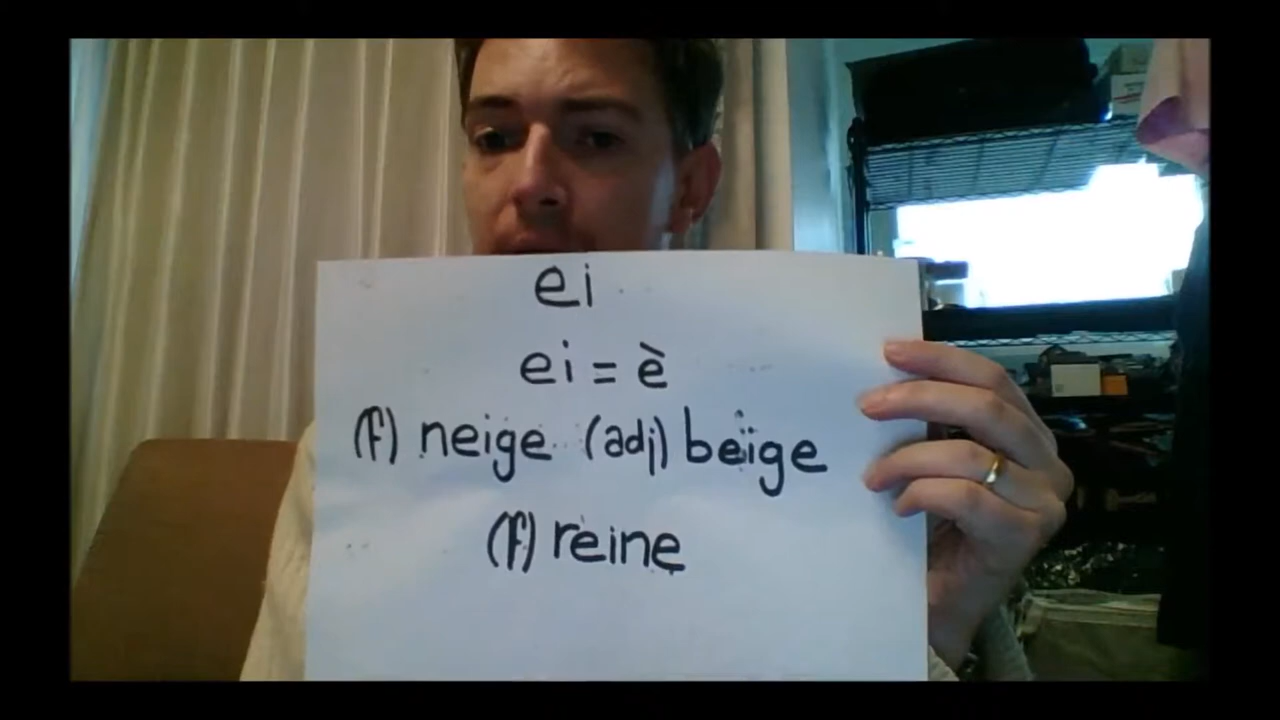 ei
ei = è
(f) neige (adj) beige
(f) reine